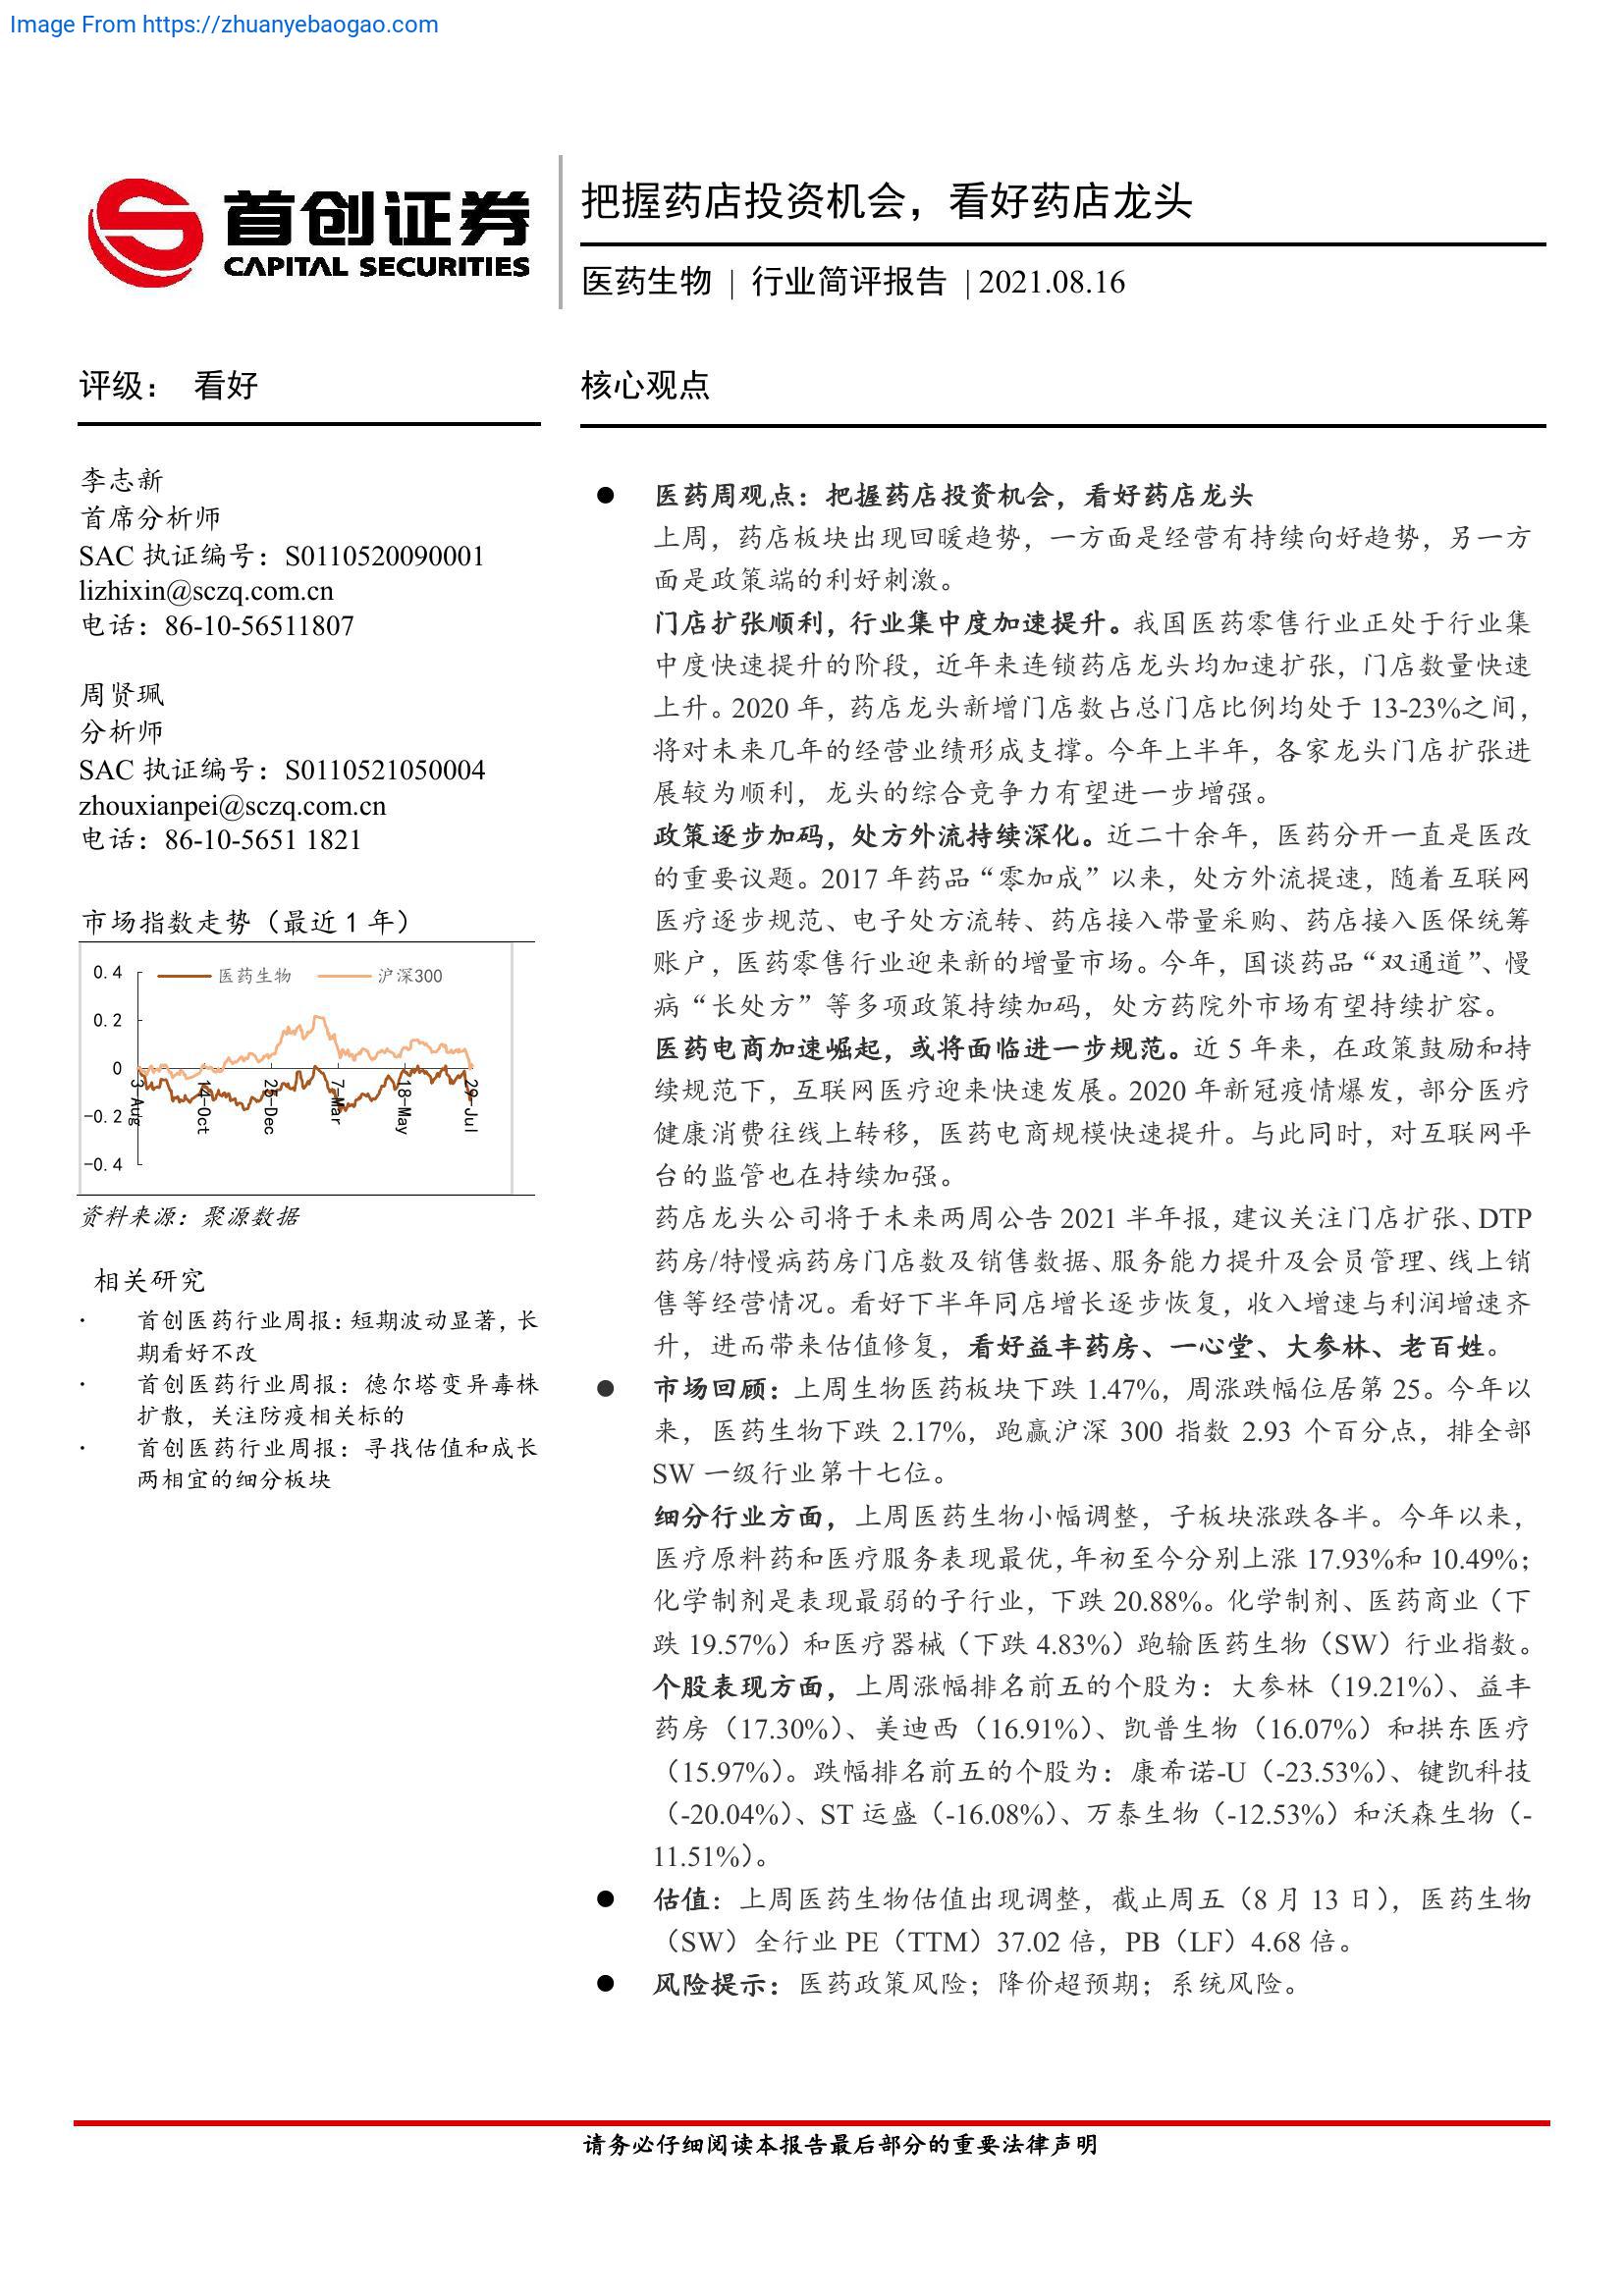 Image From https://zhuanyebaogao.com
首创证券
CAPITAL SECURITIES
把握药店投资机会，看好药店龙头
医药生物 | 行业简评报告 | 2021.08.16
评级： 看好
李志新
首席分析师
SAC 执证编号：S0110520090001
lizhixin@sczq.com.cn
电话：86-10-56511807
周贤珮
分析师
SAC 执证编号：S0110521050004
zhouxianpei@sczq.com.cn
电话：86-10-5651 1821
市场指数走势（最近 1 年）
医药生物 沪深300
0.4
0.2
0
-0.2
-0.4
3-Aug
14-Oct
25-Dec
7-Mar
18-May
29-Jul
资料来源：聚源数据
相关研究
· 首创医药行业周报：短期波动显著，长
期看好不改
· 首创医药行业周报：德尔塔变异毒株
扩散，关注防疫相关标的
· 首创医药行业周报：寻找估值和成长
两相宜的细分板块
核心观点
● 医药周观点：把握药店投资机会，看好药店龙头
上周，药店板块出现回暖趋势，一方面是经营有持续向好趋势，另一方
面是政策端的利好刺激。
门店扩张顺利，行业集中度加速提升。我国医药零售行业正处于行业集
中度快速提升的阶段，近年来连锁药店龙头均加速扩张，门店数量快速
上升。2020 年，药店龙头新增门店数占总门店比例均处于 13-23%之间，
将对未来几年的经营业绩形成支撑。今年上半年，各家龙头门店扩张进
展较为顺利，龙头的综合竞争力有望进一步增强。
政策逐步加码，处方外流持续深化。近二十余年，医药分开一直是医改
的重要议题。2017 年药品“零加成”以来，处方外流提速，随着互联网
医疗逐步规范、电子处方流转、药店接入带量采购、药店接入医保统筹
账户，医药零售行业迎来新的增量市场。今年，国谈药品“双通道”、慢
病“长处方”等多项政策持续加码，处方药院外市场有望持续扩容。
医药电商加速崛起，或将面临进一步规范。近 5 年来，在政策鼓励和持
续规范下，互联网医疗迎来快速发展。2020 年新冠疫情爆发，部分医疗
健康消费往线上转移，医药电商规模快速提升。与此同时，对互联网平
台的监管也在持续加强。
药店龙头公司将于未来两周公告 2021 半年报，建议关注门店扩张、DTP
药房/特慢病药房门店数及销售数据、服务能力提升及会员管理、线上销
售等经营情况。看好下半年同店增长逐步恢复，收入增速与利润增速齐
升，进而带来估值修复，看好益丰药房、一心堂、大参林、老百姓。
● 市场回顾：上周生物医药板块下跌 1.47%，周涨跌幅位居第 25。今年以
来，医药生物下跌 2.17%，跑赢沪深 300 指数 2.93 个百分点，排全部
SW 一级行业第十七位。
细分行业方面，上周医药生物小幅调整，子板块涨跌各半。今年以来，
医疗原料药和医疗服务表现最优，年初至今分别上涨 17.93%和 10.49%；
化学制剂是表现最弱的子行业，下跌 20.88%。化学制剂、医药商业（下
跌 19.57%）和医疗器械（下跌 4.83%）跑输医药生物（SW）行业指数。
个股表现方面，上周涨幅排名前五的个股为：大参林（19.21%）、益丰
药房（17.30%）、美迪西（16.91%）、凯普生物（16.07%）和拱东医疗
（15.97%）。跌幅排名前五的个股为：康希诺-U（-23.53%）、键凯科技
（-20.04%）、ST 运盛（-16.08%）、万泰生物（-12.53%）和沃森生物（-
11.51%）。
● 估值：上周医药生物估值出现调整，截止周五（8 月 13 日），医药生物
（SW）全行业 PE（TTM）37.02 倍，PB（LF）4.68 倍。
● 风险提示：医药政策风险；降价超预期；系统风险。
请务必仔细阅读本报告最后部分的重要法律声明